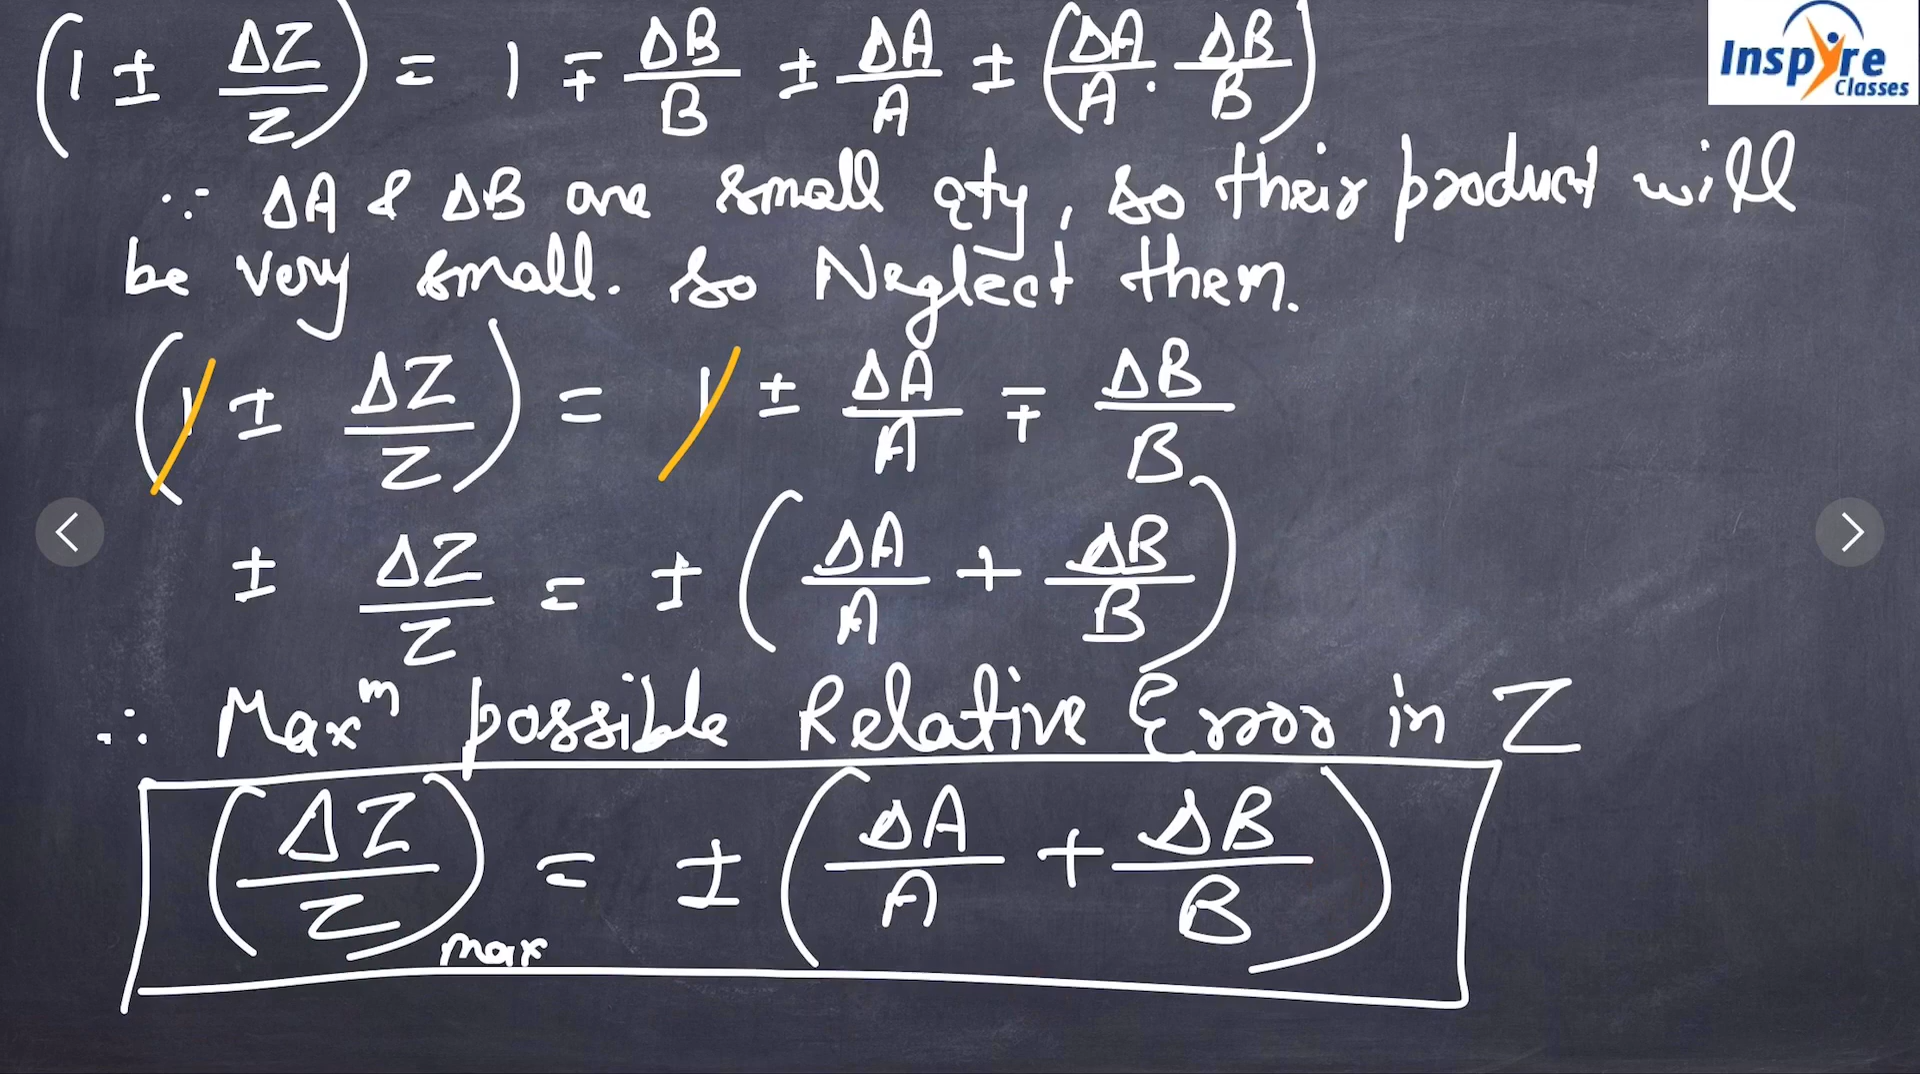 (1 ± ΔZ/Z) = 1 ∓ ΔB/B ± ΔA/A ± (ΔA/A · ΔB/B)
Inspyre Classes
∵ ΔA & ΔB are small qty, so their product will
be very small. So Neglect them.
(1 ± ΔZ/Z) = 1 ± ΔA/A ∓ ΔB/B
± ΔZ/Z = ± (ΔA/A + ΔB/B)
∴ Maxᵐ possible Relative Error in Z
(ΔZ/Z)max = ± (ΔA/A + ΔB/B)